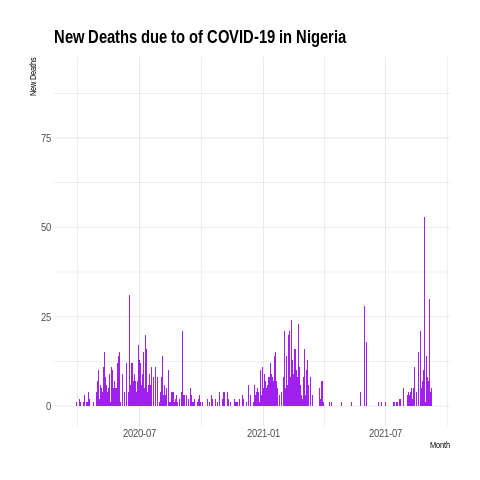 New Deaths due to of COVID-19 in Nigeria
New Deaths
75
50
25
0
2020-07
2021-01
2021-07
Month